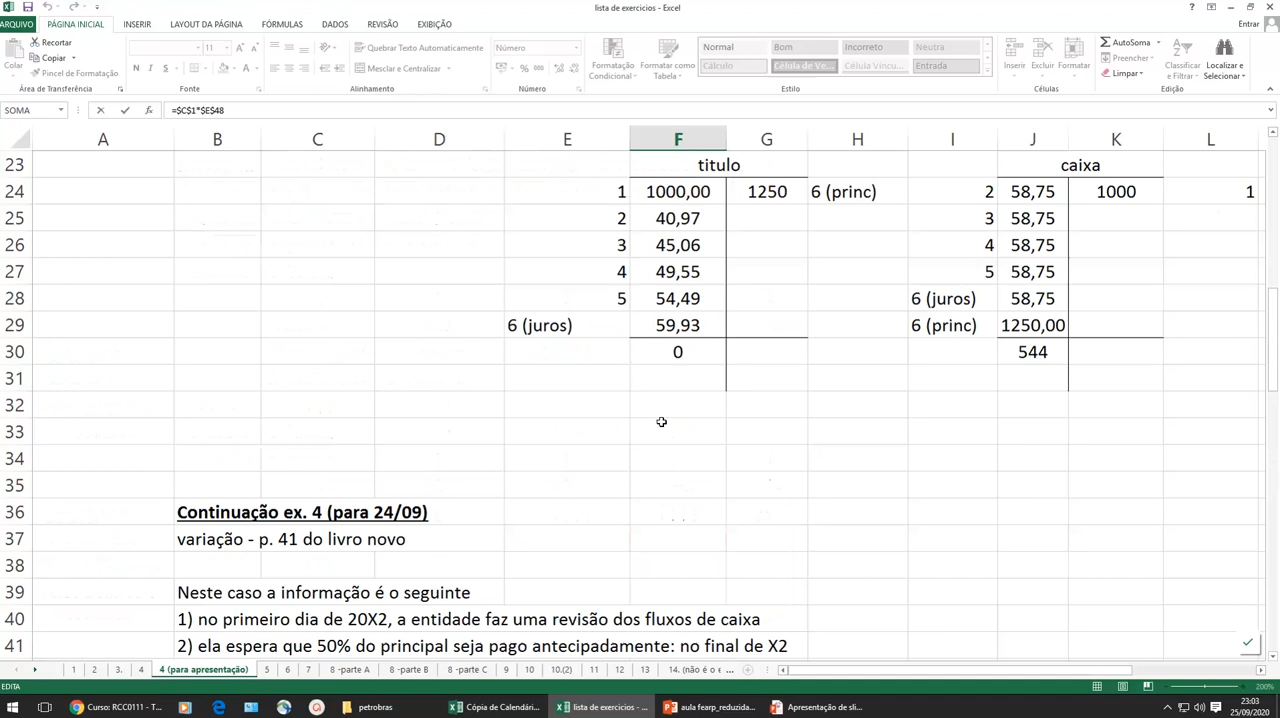 lista de exercicios - Excel
Entrar
ARQUIVO PÁGINA INICIAL INSERIR LAYOUT DA PÁGINA FÓRMULAS DADOS REVISÃO EXIBIÇÃO
Colar
Recortar
Copiar
Pincel de Formatação
Área de Transferência
11
N I S
Fonte
Quebrar Texto Automaticamente
Mesclar e Centralizar
Alinhamento
Número
% 000
Número
Formatação Condicional
Formatar como Tabela
Normal Bom Incorreto Neutra
Cálculo Célula de Ve... Célula Víncu... Entrada
Estilo
Inserir Excluir Formatar
Células
AutoSoma
Preencher
Limpar
Classificar e Filtrar
Localizar e Selecionar
Edição
SOMA =$C$1*$E$48
A B C D E F G H I J K L
23 titulo caixa
24 1 1000,00 1250 6 (princ) 2 58,75 1000 1
25 2 40,97 3 58,75
26 3 45,06 4 58,75
27 4 49,55 5 58,75
28 5 54,49 6 (juros) 58,75
29 6 (juros) 59,93 6 (princ) 1250,00
30 0 544
31
32
33
34
35
36 Continuação ex. 4 (para 24/09)
37 variação - p. 41 do livro novo
38
39 Neste caso a informação é o seguinte
40 1) no primeiro dia de 20X2, a entidade faz uma revisão dos fluxos de caixa
41 2) ela espera que 50% do principal seja pago antecipadamente: no final de X2
1 2 3. 4 4 (para apresentação) 5 6 7 8 -parte A 8 -parte B 8 -parte C 9 10 10.(2) 11 12 13 14. (não é o e ...
EDITA 200%
Curso: RCC0111 - T... petrobras Cópia de Calendári... lista de exercicios - ... aula fearp_reduzida... Apresentação de sli...
23:03
25/09/2020